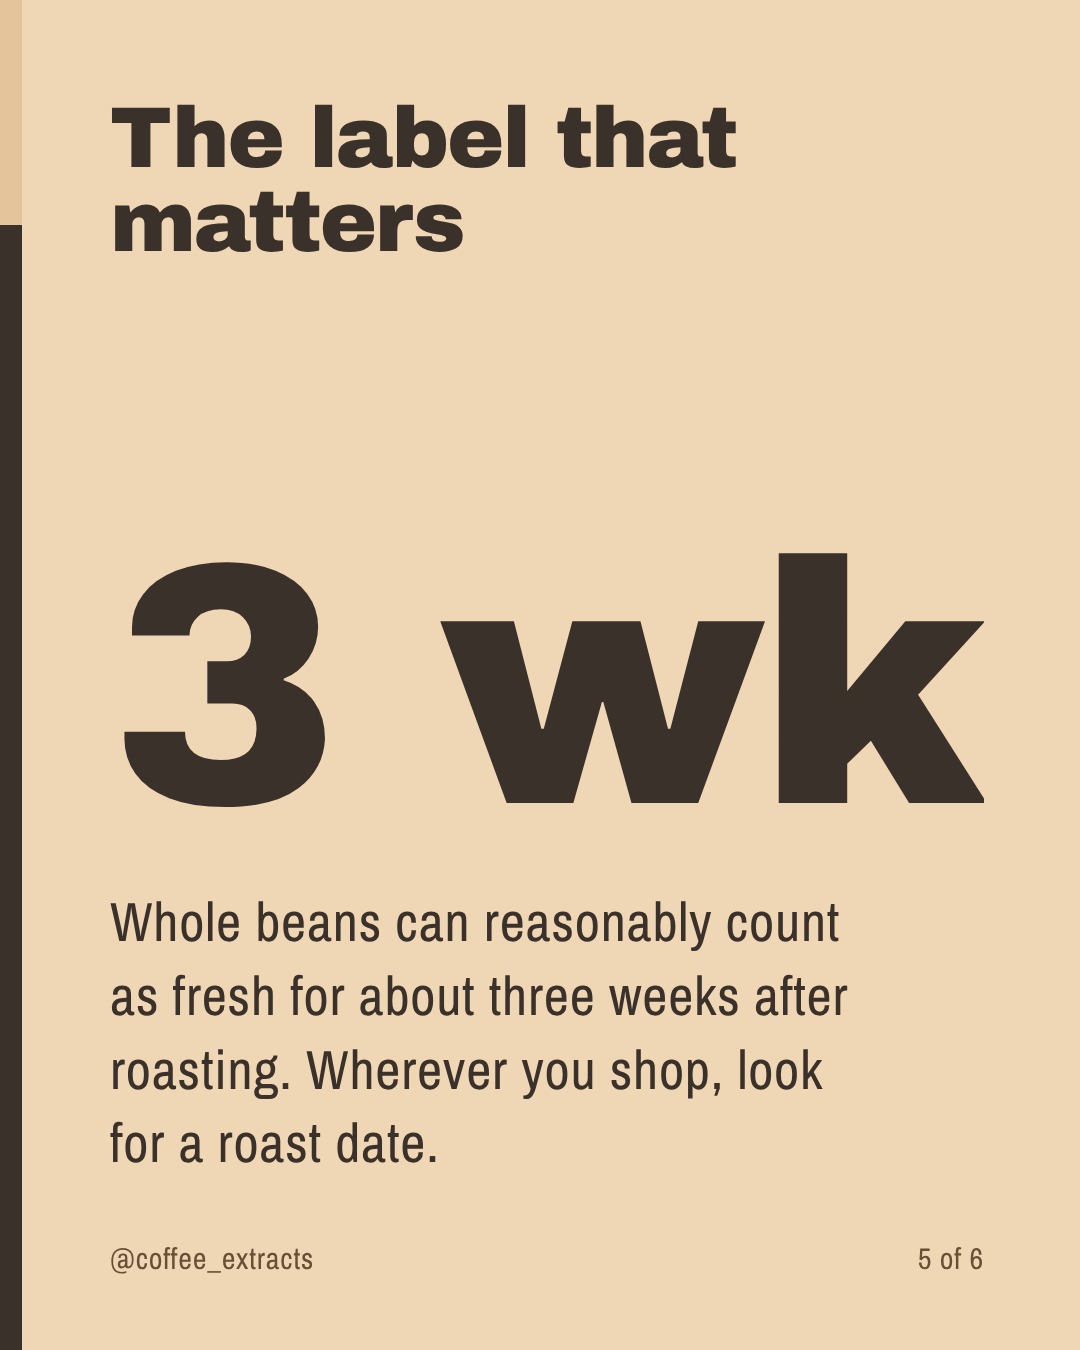 The label that
matters
3 wk
Whole beans can reasonably count
as fresh for about three weeks after
roasting. Wherever you shop, look
for a roast date.
@coffee_extracts
5 of 6